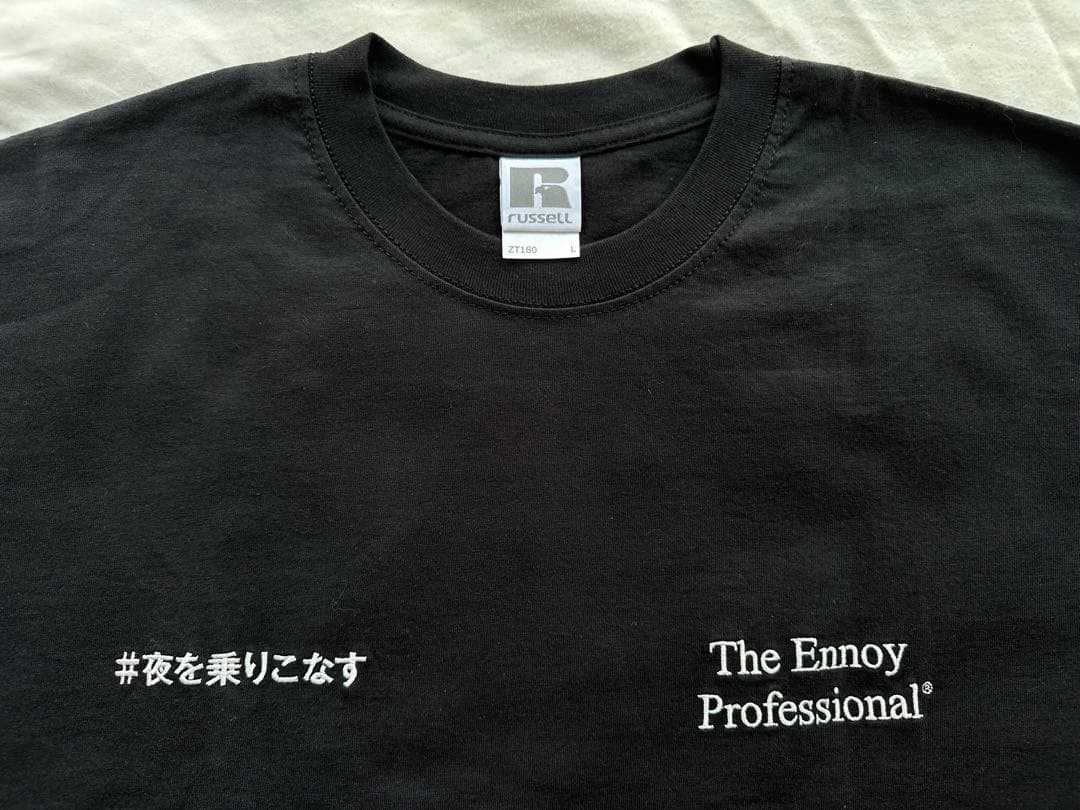 R
russell
ZT180 L
#夜を乗りこなす
The Ennoy
Professional®